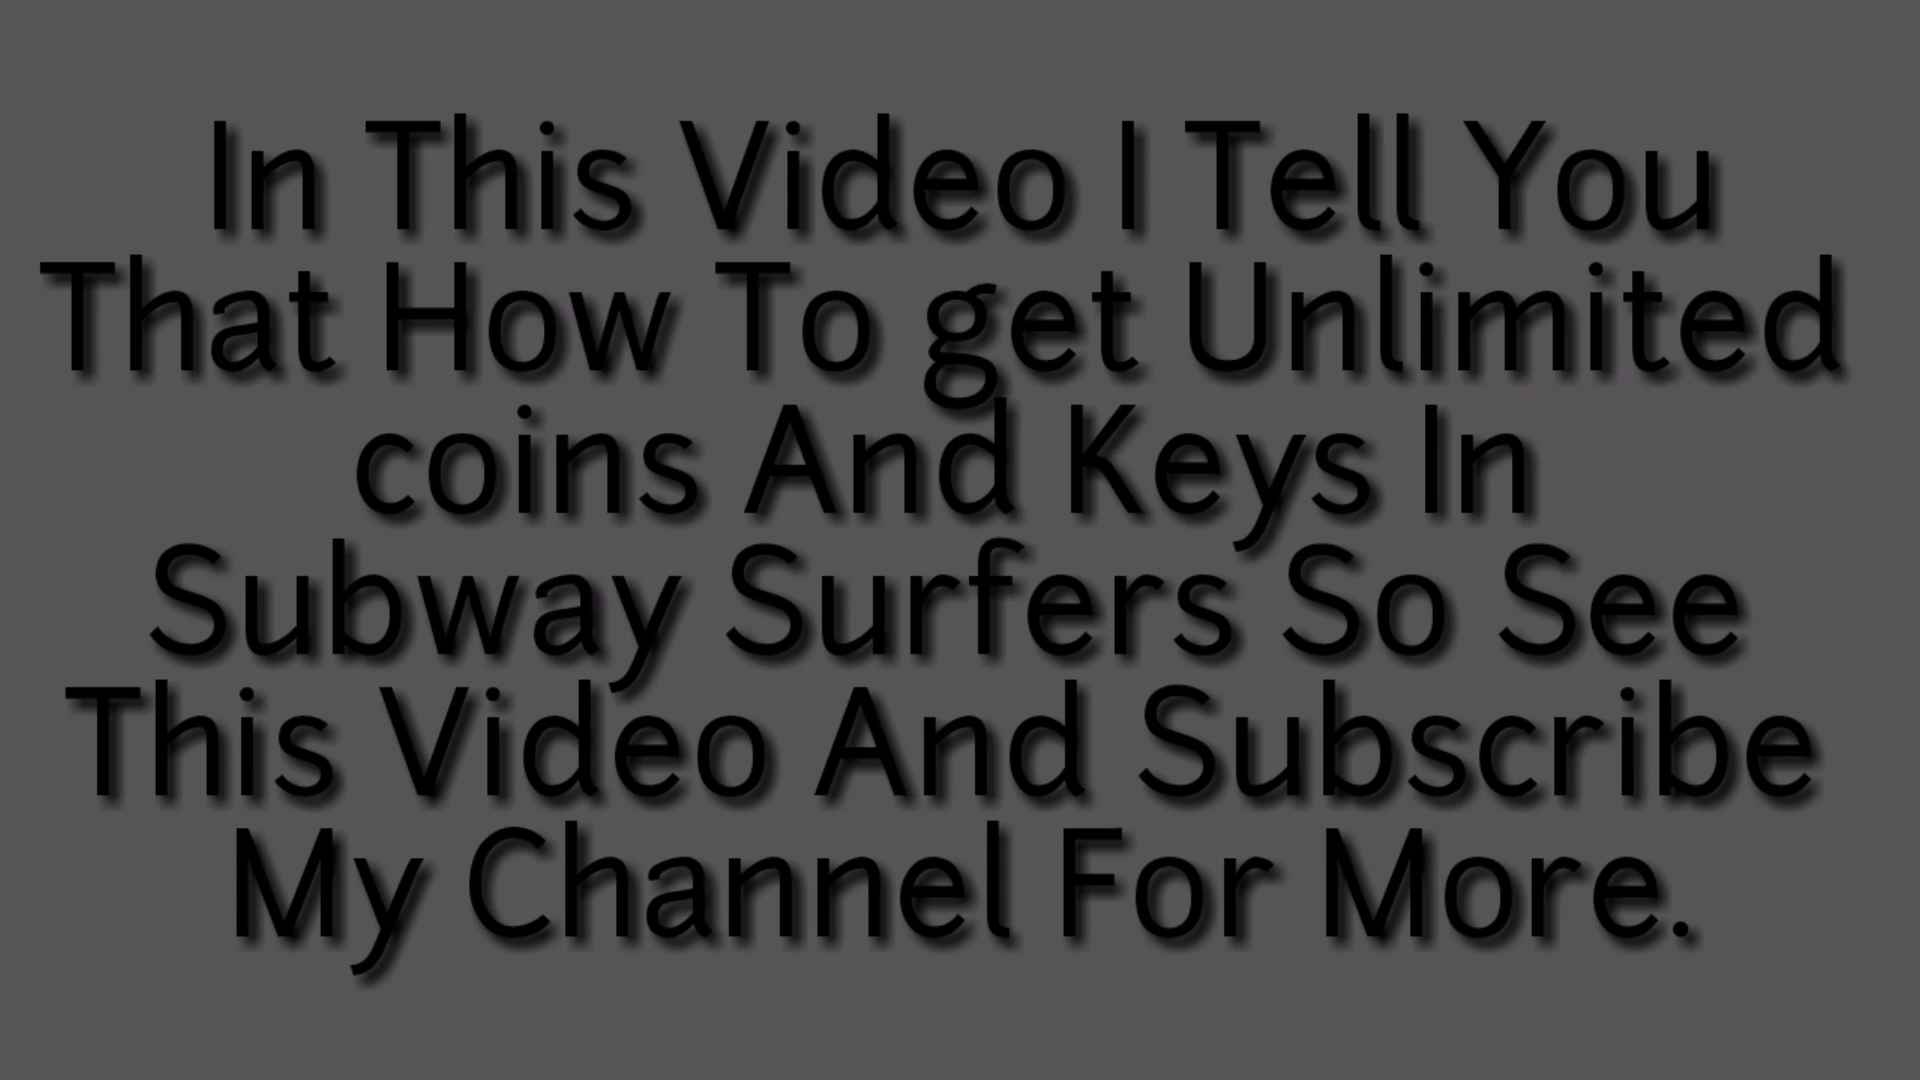 In This Video I Tell You
That How To get Unlimited
coins And Keys In
Subway Surfers So See
This Video And Subscribe
My Channel For More.